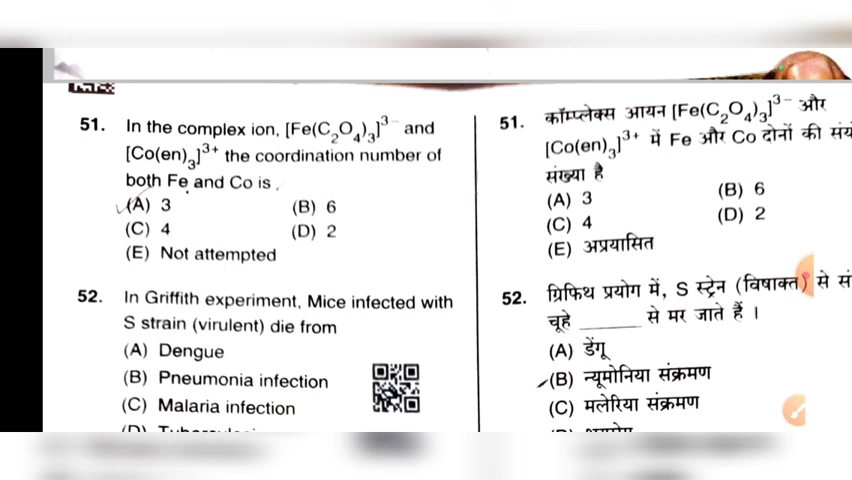 51. In the complex ion, [Fe(C₂O₄)₃]³⁻ and
[Co(en)₃]³⁺ the coordination number of
both Fe and Co is
(A) 3 (B) 6
(C) 4 (D) 2
(E) Not attempted
52. In Griffith experiment, Mice infected with
S strain (virulent) die from
(A) Dengue
(B) Pneumonia infection
(C) Malaria infection
51. कॉम्प्लेक्स आयन [Fe(C₂O₄)₃]³⁻ और
[Co(en)₃]³⁺ में Fe और Co दोनों की
संख्या है
(A) 3 (B) 6
(C) 4 (D) 2
(E) अप्रयासित
52. ग्रिफिथ प्रयोग में, S स्ट्रेन (विषाक्त) से
चूहे ______ से मर जाते हैं ।
(A) डेंगू
(B) न्यूमोनिया संक्रमण
(C) मलेरिया संक्रमण